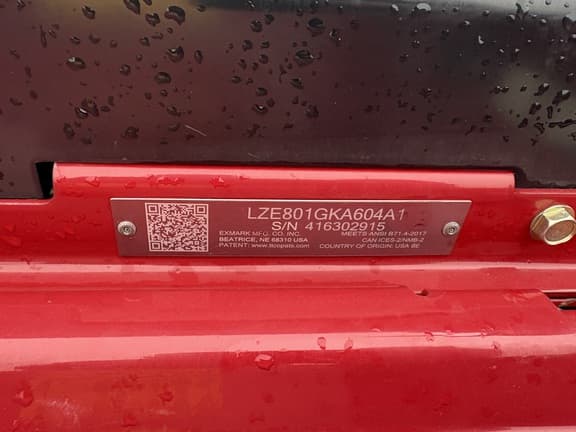 LZE801GKA604A1
S/N 416302915
EXMARK MFG. CO. INC. MEETS ANSI B71.4-2017
BEATRICE, NE 68310 USA CAN ICES-2/NMB-2
PATENT: www.ttcopats.com COUNTRY OF ORIGIN: USA BE